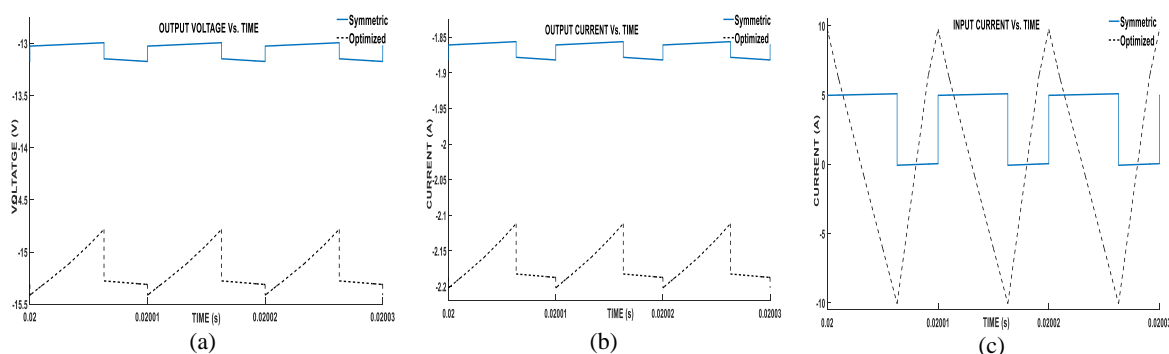 OUTPUT VOLTAGE Vs. TIME
Symmetric
Optimized
-13
-13.5
-14
-14.5
-15
-15.5
VOLTATGE (V)
0.02
0.02001
0.02002
0.02003
TIME (s)
(a)
OUTPUT CURRENT Vs. TIME
Symmetric
Optimized
-1.85
-1.9
-1.95
-2
-2.05
-2.1
-2.15
-2.2
CURRENT (A)
0.02
0.02001
0.02002
0.02003
TIME (s)
(b)
INPUT CURRENT Vs. TIME
Symmetric
Optimized
10
5
0
-5
-10
CURRENT (A)
0.02
0.02001
0.02002
0.02003
TIME (s)
(c)